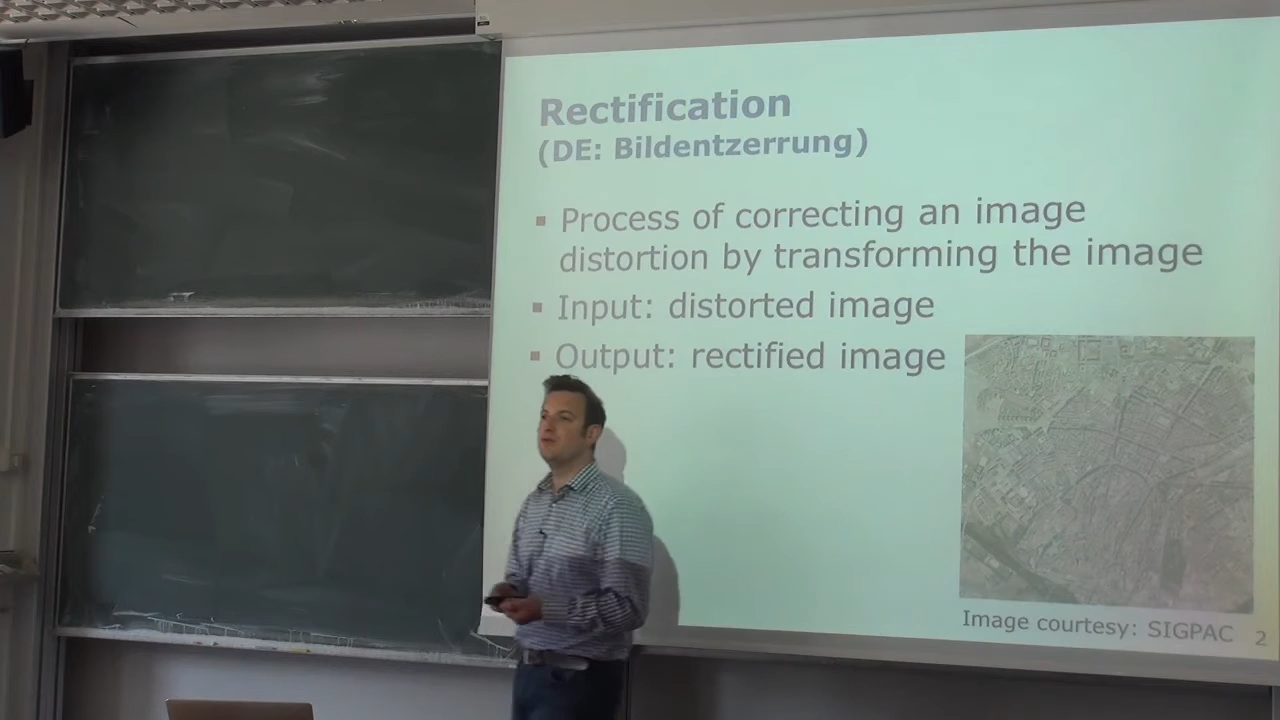 Rectification
(DE: Bildentzerrung)
▪ Process of correcting an image
distortion by transforming the image
▪ Input: distorted image
▪ Output: rectified image
Image courtesy: SIGPAC
2